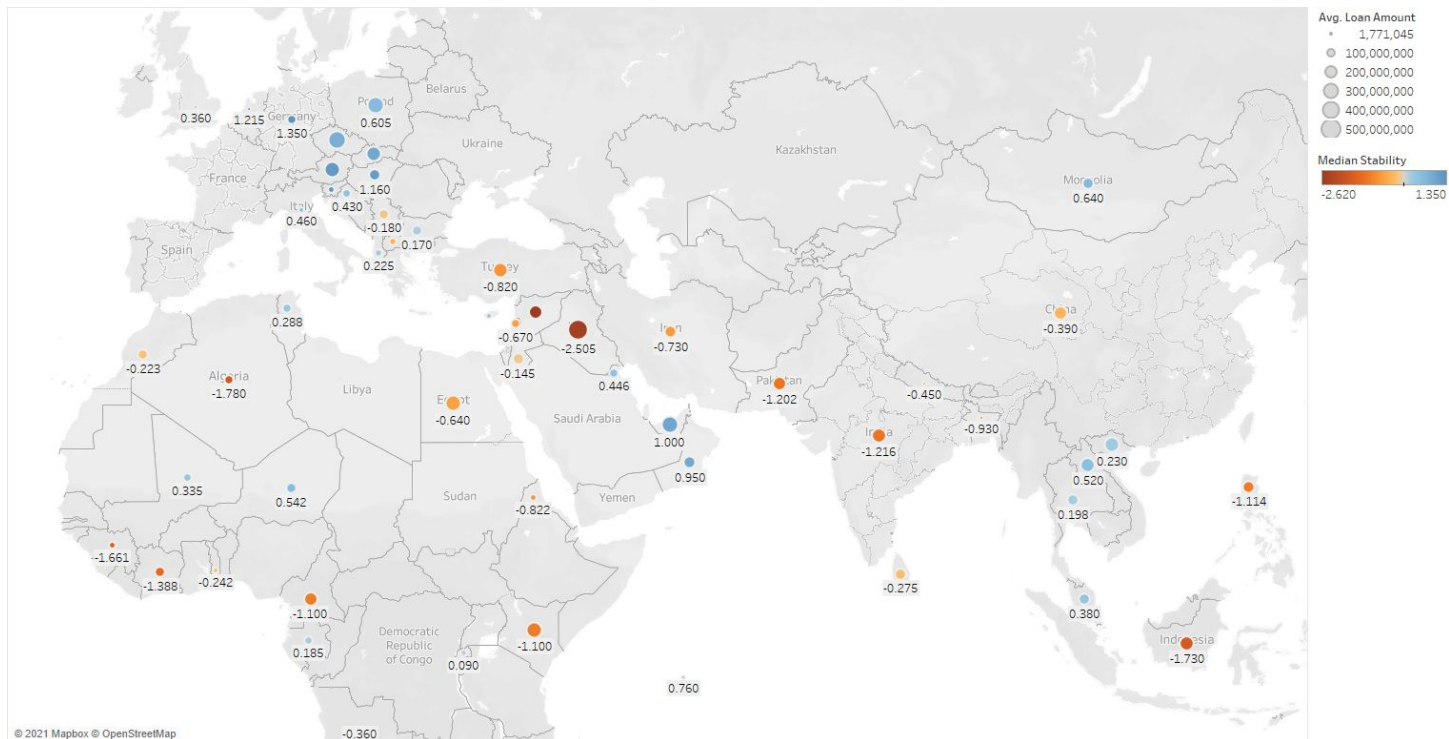 Avg. Loan Amount
1,771,045
100,000,000
200,000,000
300,000,000
400,000,000
500,000,000
Median Stability
-2.620 1.350
Belarus
Poland
0.605
0.360
1.215
Germany
1.350
Ukraine
Kazakhstan
France
1.160
Mongolia
0.640
0.430
Italy
0.460
-0.180
0.170
Spain
0.225
Turkey
-0.820
0.288
-0.670
-2.505
Iran
-0.730
China
-0.390
-0.223
-0.145
Algeria
-1.780
Libya
0.446
Pakistan
-1.202
-0.450
Egypt
-0.640
Saudi Arabia
1.000
-0.930
India
-1.216
0.230
0.950
0.520
0.335
0.542
Sudan
Yemen
-0.822
0.198
-1.114
-1.661
-1.388
-0.242
-0.275
-1.100
0.380
Democratic
Republic
of Congo
-1.100
0.185
0.090
Indonesia
-1.730
0.760
-0.360
© 2021 Mapbox © OpenStreetMap